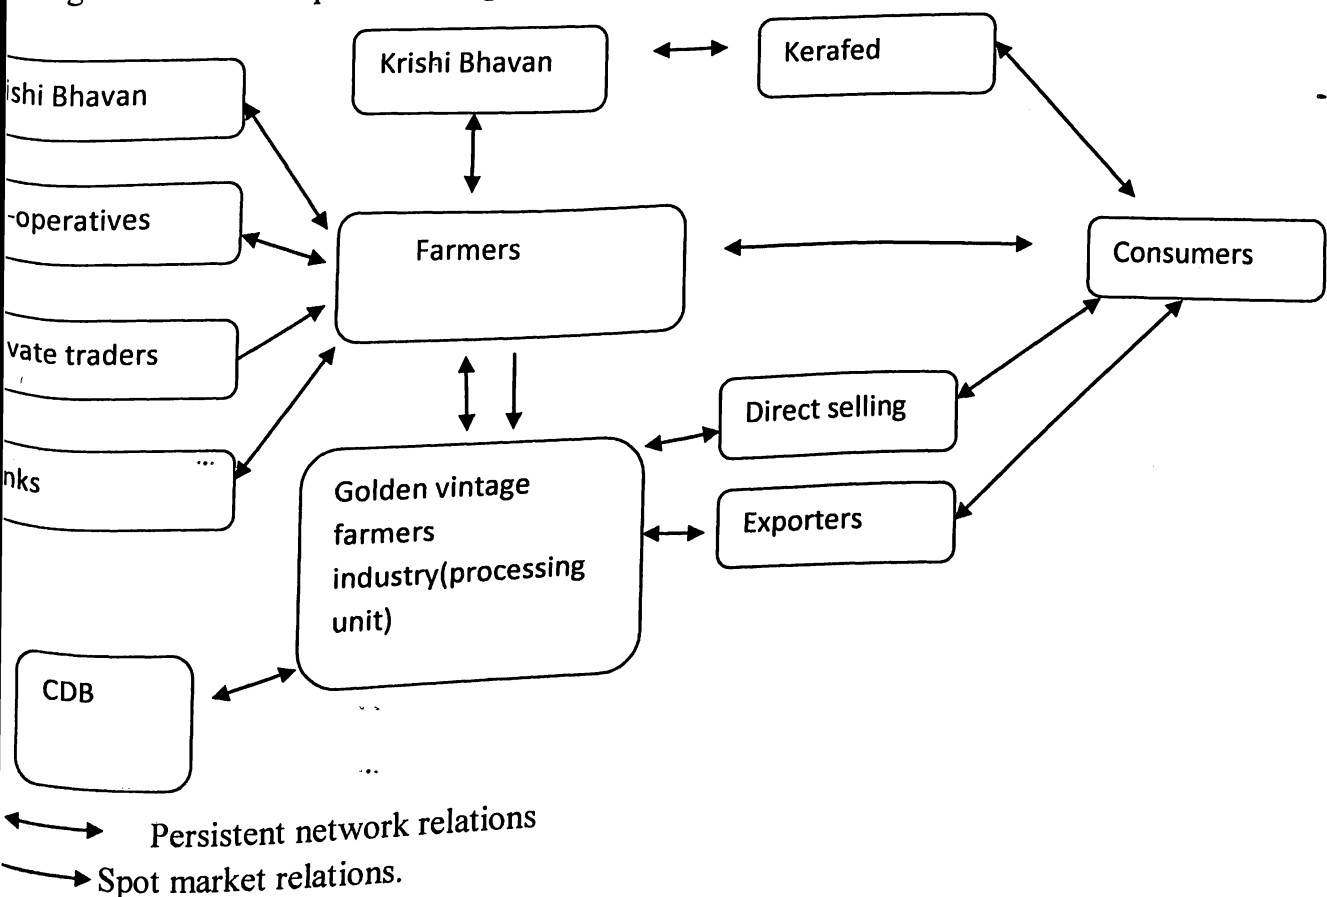 Krishi Bhavan
Kerafed
ishi Bhavan
-operatives
Farmers
Consumers
vate traders
Direct selling
nks
Golden vintage
farmers
industry(processing
unit)
Exporters
CDB
Persistent network relations
Spot market relations.